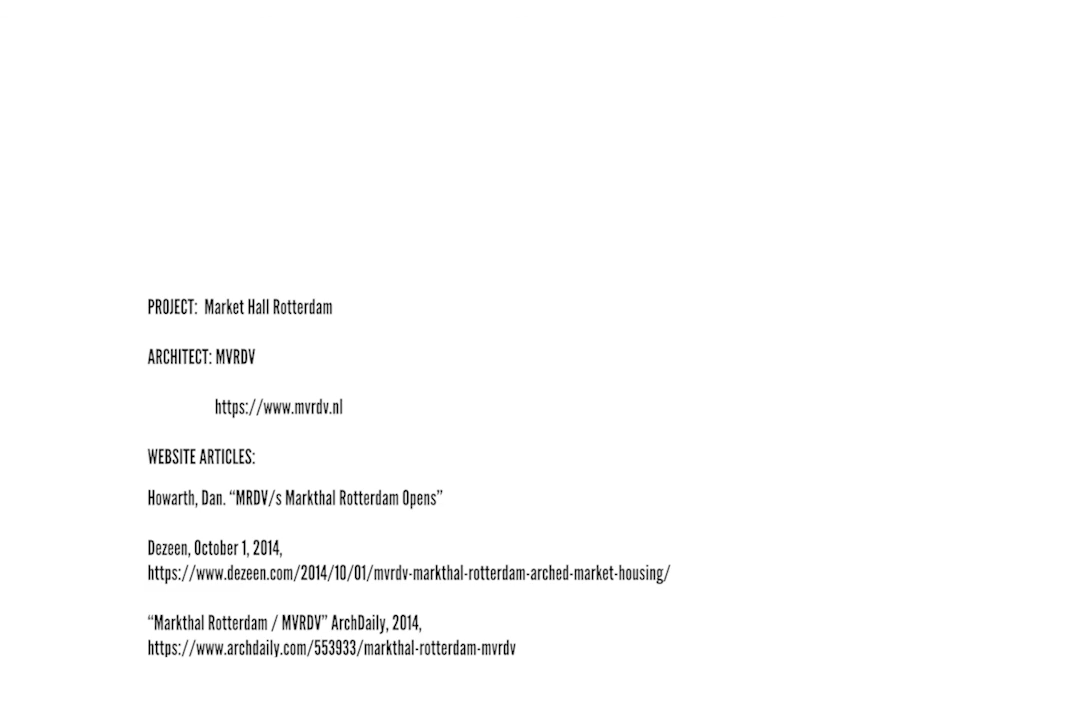 PROJECT:  Market Hall Rotterdam
ARCHITECT: MVRDV
https://www.mvrdv.nl
WEBSITE ARTICLES:
Howarth, Dan. “MRDV/s Markthal Rotterdam Opens”
Dezeen, October 1, 2014,
https://www.dezeen.com/2014/10/01/mvrdv-markthal-rotterdam-arched-market-housing/
“Markthal Rotterdam / MVRDV” ArchDaily, 2014,
https://www.archdaily.com/553933/markthal-rotterdam-mvrdv